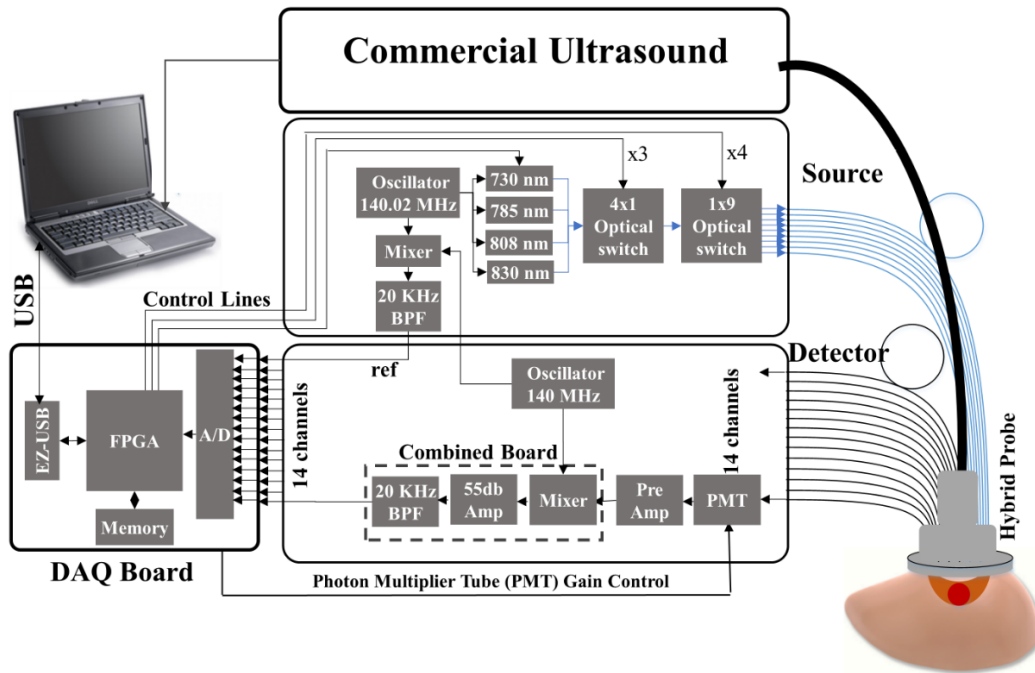 Commercial Ultrasound
x3
x4
Source
Oscillator
140.02 MHz
730 nm
785 nm
808 nm
830 nm
4x1
Optical
switch
1x9
Optical
switch
Mixer
20 KHz
BPF
Control Lines
USB
ref
Detector
Oscillator
140 MHz
14 channels
14 channels
EZ-USB
FPGA
A/D
Memory
Combined Board
20 KHz
BPF
55db
Amp
Mixer
Pre
Amp
PMT
Hybrid Probe
DAQ Board
Photon Multiplier Tube (PMT) Gain Control